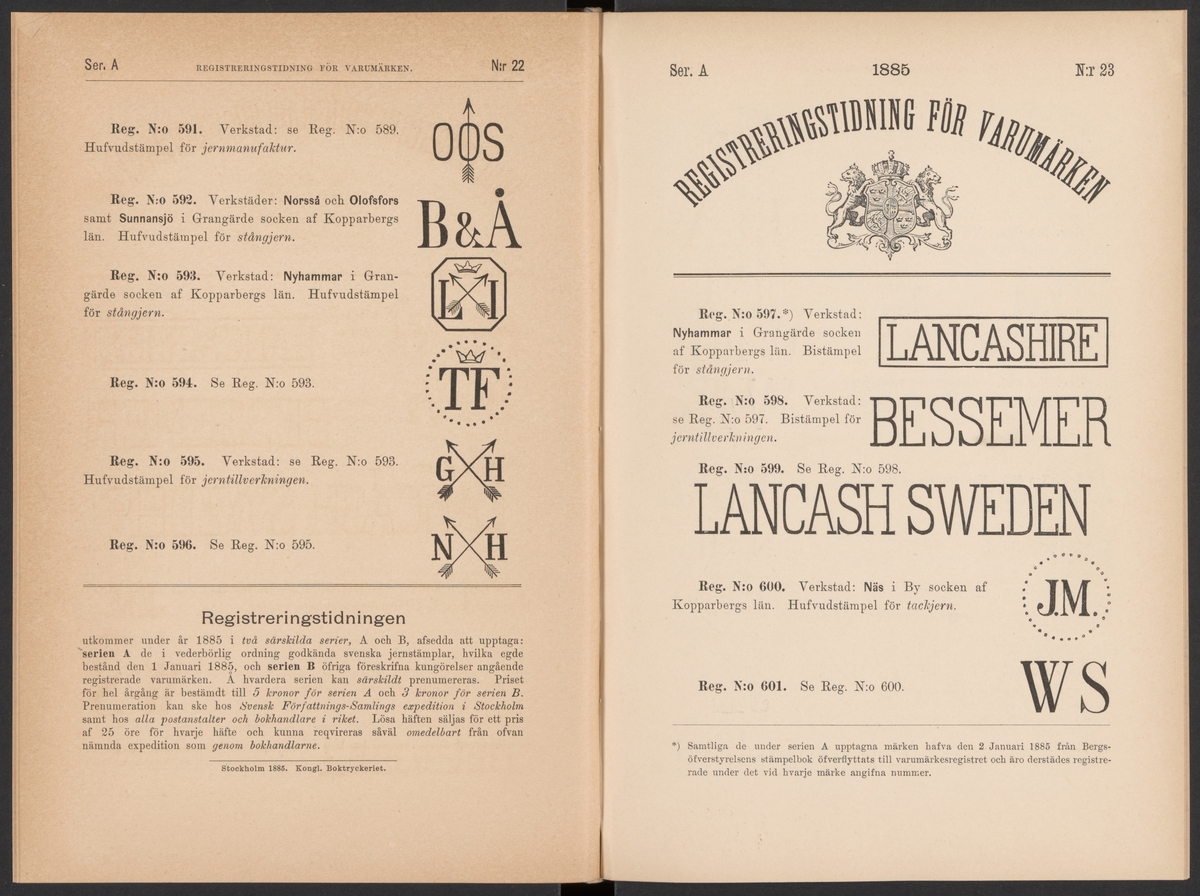 Ser. A REGISTRERINGSTIDNING FÖR VARUMÄRKEN. N:r 22
Reg. N:o 591. Verkstad: se Reg. N:o 589.
Hufvudstämpel för jernmanufaktur.
OOS
Reg. N:o 592. Verkstäder: Norsså och Olofsfors
samt Sunnansjö i Grangärde socken af Kopparbergs
län. Hufvudstämpel för stångjern.
B&Å
Reg. N:o 593. Verkstad: Nyhammar i Gran-
gärde socken af Kopparbergs län. Hufvudstämpel
för stångjern.
L I
Reg. N:o 594. Se Reg. N:o 593.
TF
Reg. N:o 595. Verkstad: se Reg. N:o 593.
Hufvudstämpel för jerntillverkningen.
G H
Reg. N:o 596. Se Reg. N:o 595.
N H
Registreringstidningen
utkommer under år 1885 i två särskilda serier, A och B, afsedda att upptaga:
serien A de i vederbörlig ordning godkända svenska jernstämplar, hvilka egde
bestånd den 1 Januari 1885, och serien B öfriga föreskrifna kungörelser angående
registrerade varumärken. Å hvardera serien kan särskildt prenumereras. Priset
för hel årgång är bestämdt till 5 kronor för serien A och 3 kronor för serien B.
Prenumeration kan ske hos Svensk Författnings-Samlings expedition i Stockholm
samt hos alla postanstalter och bokhandlare i riket. Lösa häften säljas för ett pris
af 25 öre för hvarje häfte och kunna reqvireras såväl omedelbart från ofvan
nämnda expedition som genom bokhandlarne.
Stockholm 1885. Kongl. Boktryckeriet.
Ser. A 1885 N:r 23
REGISTRERINGSTIDNING FÖR VARUMÄRKEN
Reg. N:o 597.*) Verkstad:
Nyhammar i Grangärde socken
af Kopparbergs län. Bistämpel
för stångjern.
LANCASHIRE
Reg. N:o 598. Verkstad:
se Reg. N:o 597. Bistämpel för
jerntillverkningen.
BESSEMER
Reg. N:o 599. Se Reg. N:o 598.
LANCASH SWEDEN
Reg. N:o 600. Verkstad: Näs i By socken af
Kopparbergs län. Hufvudstämpel för tackjern.
J.M.
Reg. N:o 601. Se Reg. N:o 600.
W S
*) Samtliga de under serien A upptagna märken hafva den 2 Januari 1885 från Bergs-
öfverstyrelsens stämpelbok öfverflyttats till varumärkesregistret och äro derstädes registre-
rade under det vid hvarje märke angifna nummer.